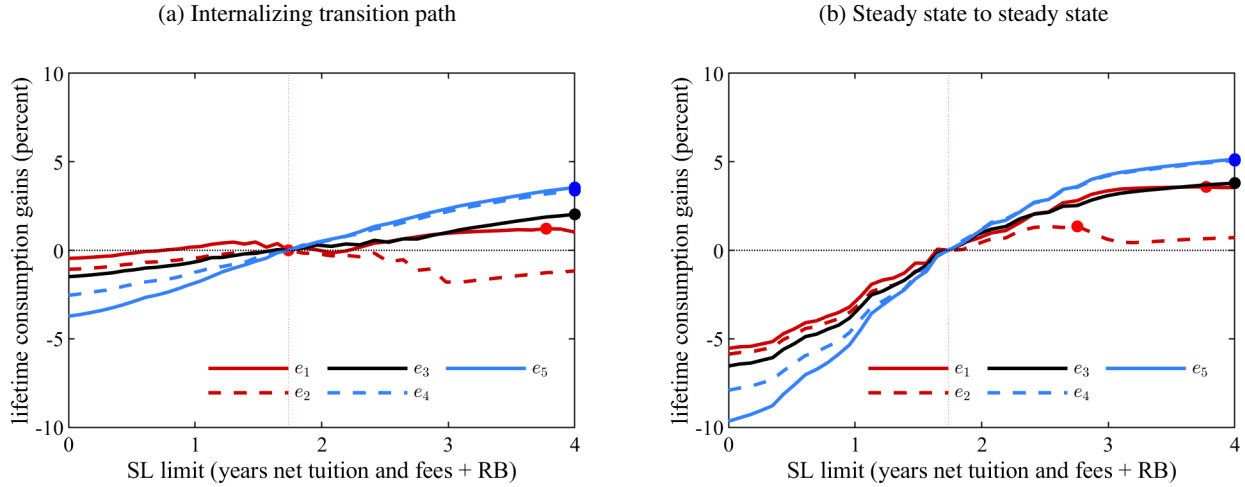 (a) Internalizing transition path
lifetime consumption gains (percent)
10
5
0
-5
-10
e1 e3 e5
e2 e4
0 1 2 3 4
SL limit (years net tuition and fees + RB)
(b) Steady state to steady state
lifetime consumption gains (percent)
10
5
0
-5
-10
e1 e3 e5
e2 e4
0 1 2 3 4
SL limit (years net tuition and fees + RB)